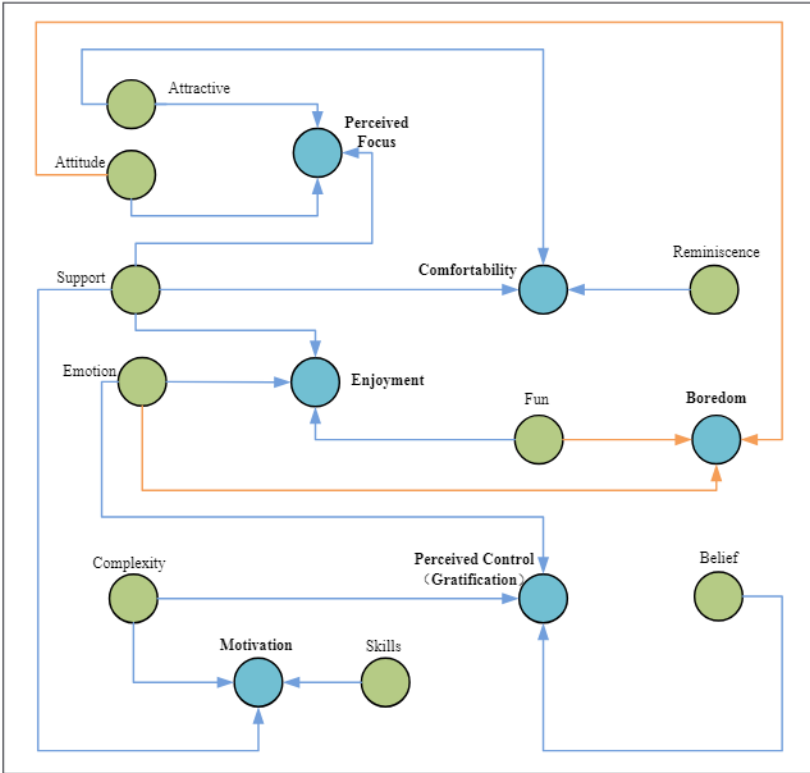 Attractive
Perceived
Focus
Attitude
Support
Comfortability
Reminiscence
Emotion
Enjoyment
Fun
Boredom
Complexity
Perceived Control
（Gratification）
Belief
Motivation
Skills